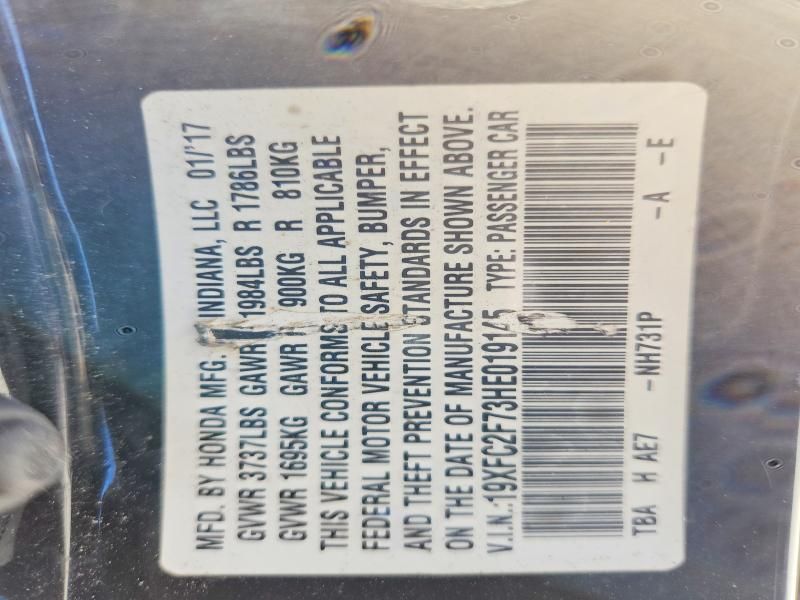 MFD. BY HONDA MFG. INDIANA, LLC 01/'17
GVWR 3737LBS GAWR 1984LBS R 1786LBS
GVWR 1695KG GAWR 900KG R 810KG
THIS VEHICLE CONFORMS TO ALL APPLICABLE
FEDERAL MOTOR VEHICLE SAFETY, BUMPER,
AND THEFT PREVENTION STANDARDS IN EFFECT
ON THE DATE OF MANUFACTURE SHOWN ABOVE.
V.I.N.:19XFC2F73HE019145 TYPE: PASSENGER CAR
TBA H AE7 -NH731P -A -E